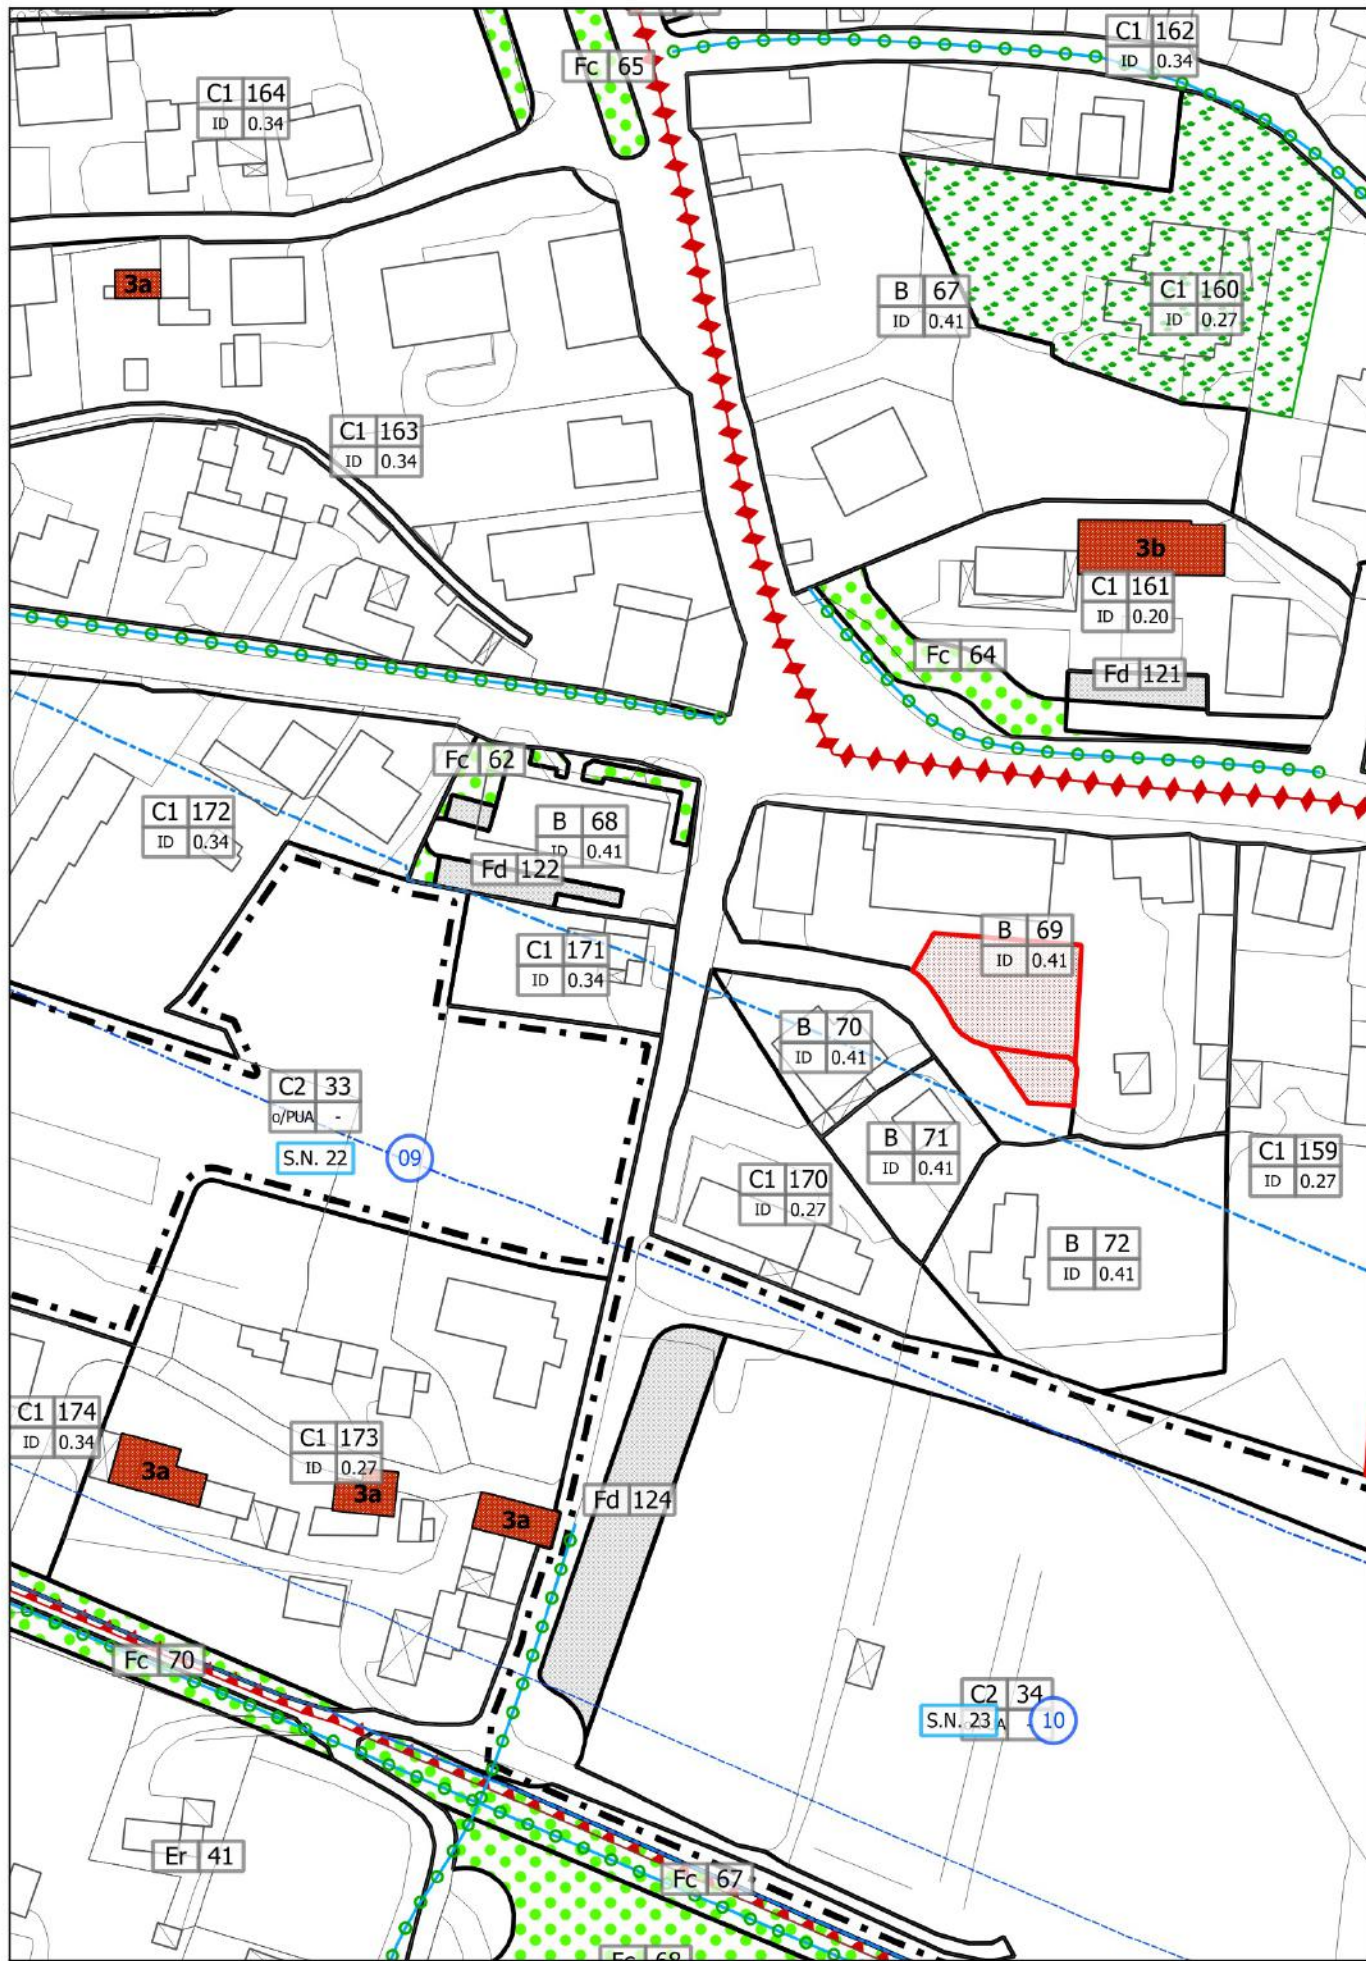 C1 162
ID 0.34
Fc 65
C1 164
ID 0.34
3a
B 67
ID 0.41
C1 160
ID 0.27
C1 163
ID 0.34
3b
C1 161
ID 0.20
Fc 64
Fd 121
Fc 62
C1 172
ID 0.34
B 68
ID 0.41
Fd 122
C1 171
ID 0.34
B 69
ID 0.41
B 70
ID 0.41
C2 33
o/PUA -
S.N. 22
09
B 71
ID 0.41
C1 159
ID 0.27
C1 170
ID 0.27
B 72
ID 0.41
C1 174
ID 0.34
C1 173
ID 0.27
3a
3a
3a
Fd 124
Fc 70
C2 34
S.N. 23
10
Er 41
Fc 67